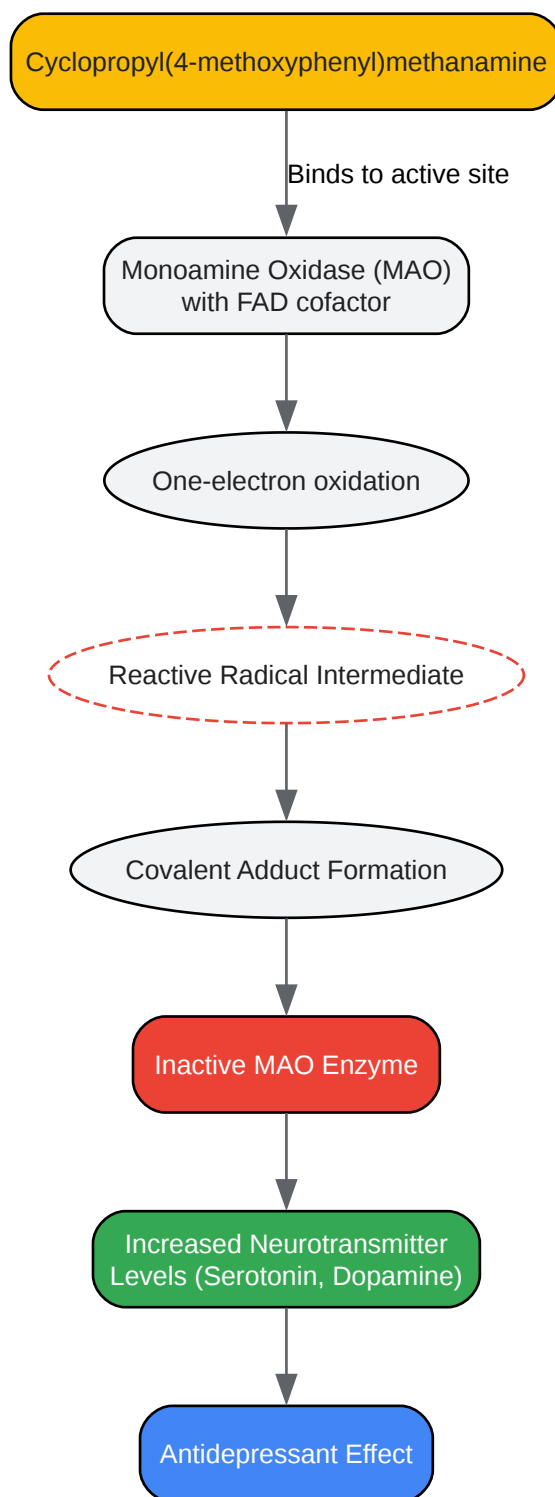 Cyclopropyl(4-methoxyphenyl)methanamine
Binds to active site
Monoamine Oxidase (MAO)
with FAD cofactor
One-electron oxidation
Reactive Radical Intermediate
Covalent Adduct Formation
Inactive MAO Enzyme
Increased Neurotransmitter
Levels (Serotonin, Dopamine)
Antidepressant Effect